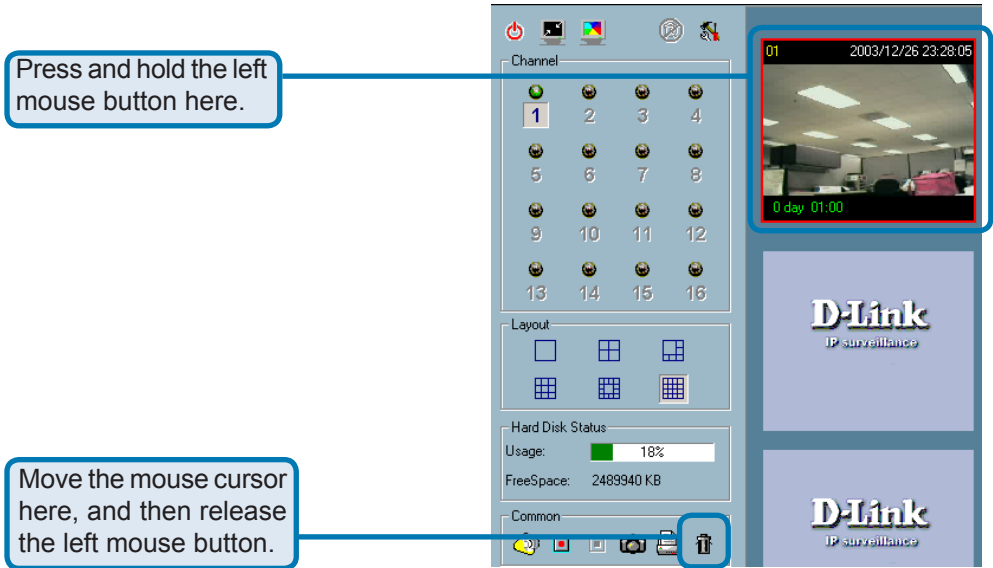 Press and hold the left
mouse button here.
Move the mouse cursor
here, and then release
the left mouse button.
Channel
1 2 3 4
5 6 7 8
9 10 11 12
13 14 15 16
Layout
Hard Disk Status
Usage: 18%
FreeSpace: 2489940 KB
Common
01 2003/12/26 23:28:05
0 day 01:00
D-Link
IP surveillance
D-Link
IP surveillance